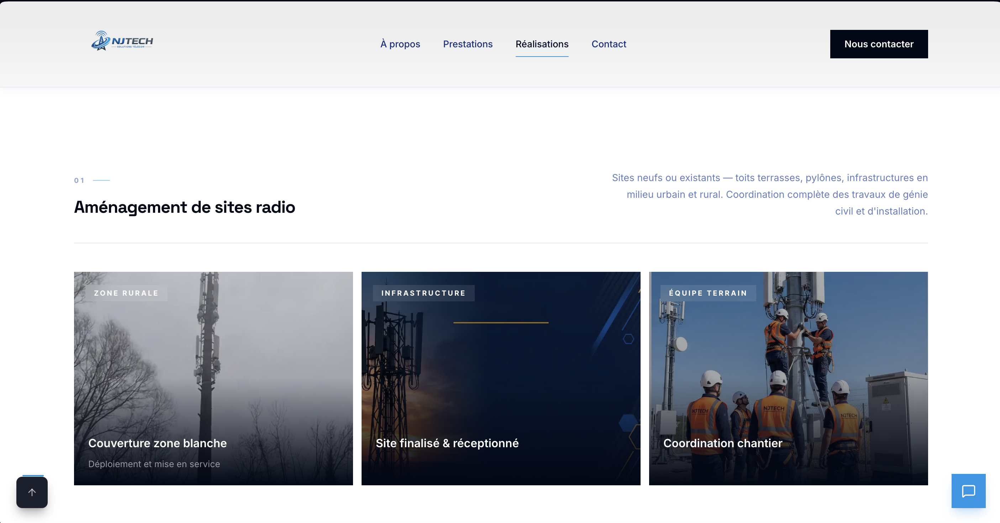 NJTECH
SOLUTIONS TÉLÉCOM
À propos
Prestations
Réalisations
Contact
Nous contacter
01
Aménagement de sites radio
Sites neufs ou existants — toits terrasses, pylônes, infrastructures en
milieu urbain et rural. Coordination complète des travaux de génie
civil et d'installation.
ZONE RURALE
INFRASTRUCTURE
ÉQUIPE TERRAIN
NJTECH
NJTECH
NJTECH
Couverture zone blanche
Déploiement et mise en service
Site finalisé & réceptionné
Coordination chantier